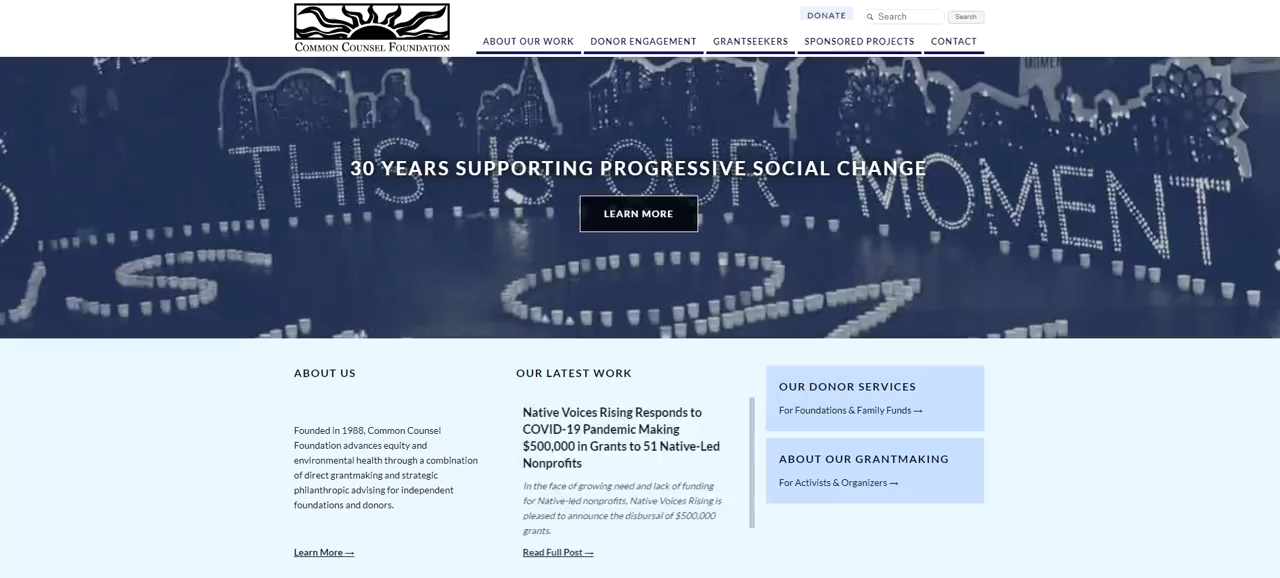 DONATE
Search
Search
COMMON COUNSEL FOUNDATION
ABOUT OUR WORK
DONOR ENGAGEMENT
GRANTSEEKERS
SPONSORED PROJECTS
CONTACT
THIS IS OUR MOMENT
30 YEARS SUPPORTING PROGRESSIVE SOCIAL CHANGE
LEARN MORE
ABOUT US
Founded in 1988, Common Counsel
Foundation advances equity and
environmental health through a combination
of direct grantmaking and strategic
philanthropic advising for independent
foundations and donors.
Learn More →
OUR LATEST WORK
Native Voices Rising Responds to
COVID-19 Pandemic Making
$500,000 in Grants to 51 Native-Led
Nonprofits
In the face of growing need and lack of funding
for Native-led nonprofits, Native Voices Rising is
pleased to announce the disbursal of $500,000
grants.
Read Full Post →
OUR DONOR SERVICES
For Foundations & Family Funds →
ABOUT OUR GRANTMAKING
For Activists & Organizers →